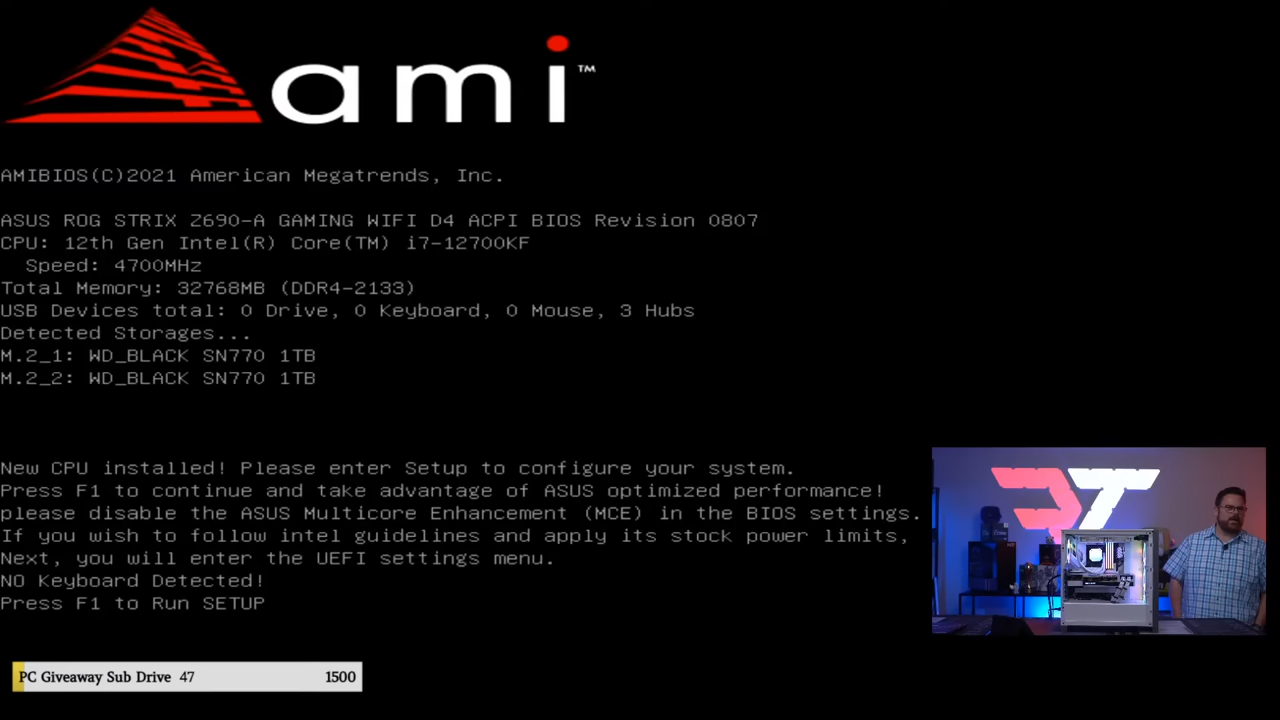 ami™
AMIBIOS(C)2021 American Megatrends, Inc.
ASUS ROG STRIX Z690-A GAMING WIFI D4 ACPI BIOS Revision 0807
CPU: 12th Gen Intel(R) Core(TM) i7-12700KF
Speed: 4700MHz
Total Memory: 32768MB (DDR4-2133)
USB Devices total: 0 Drive, 0 Keyboard, 0 Mouse, 3 Hubs
Detected Storages...
M.2_1: WD_BLACK SN770 1TB
M.2_2: WD_BLACK SN770 1TB
New CPU installed! Please enter Setup to configure your system.
Press F1 to continue and take advantage of ASUS optimized performance!
please disable the ASUS Multicore Enhancement (MCE) in the BIOS settings.
If you wish to follow intel guidelines and apply its stock power limits,
Next, you will enter the UEFI settings menu.
NO Keyboard Detected!
Press F1 to Run SETUP
PC Giveaway Sub Drive 47 1500